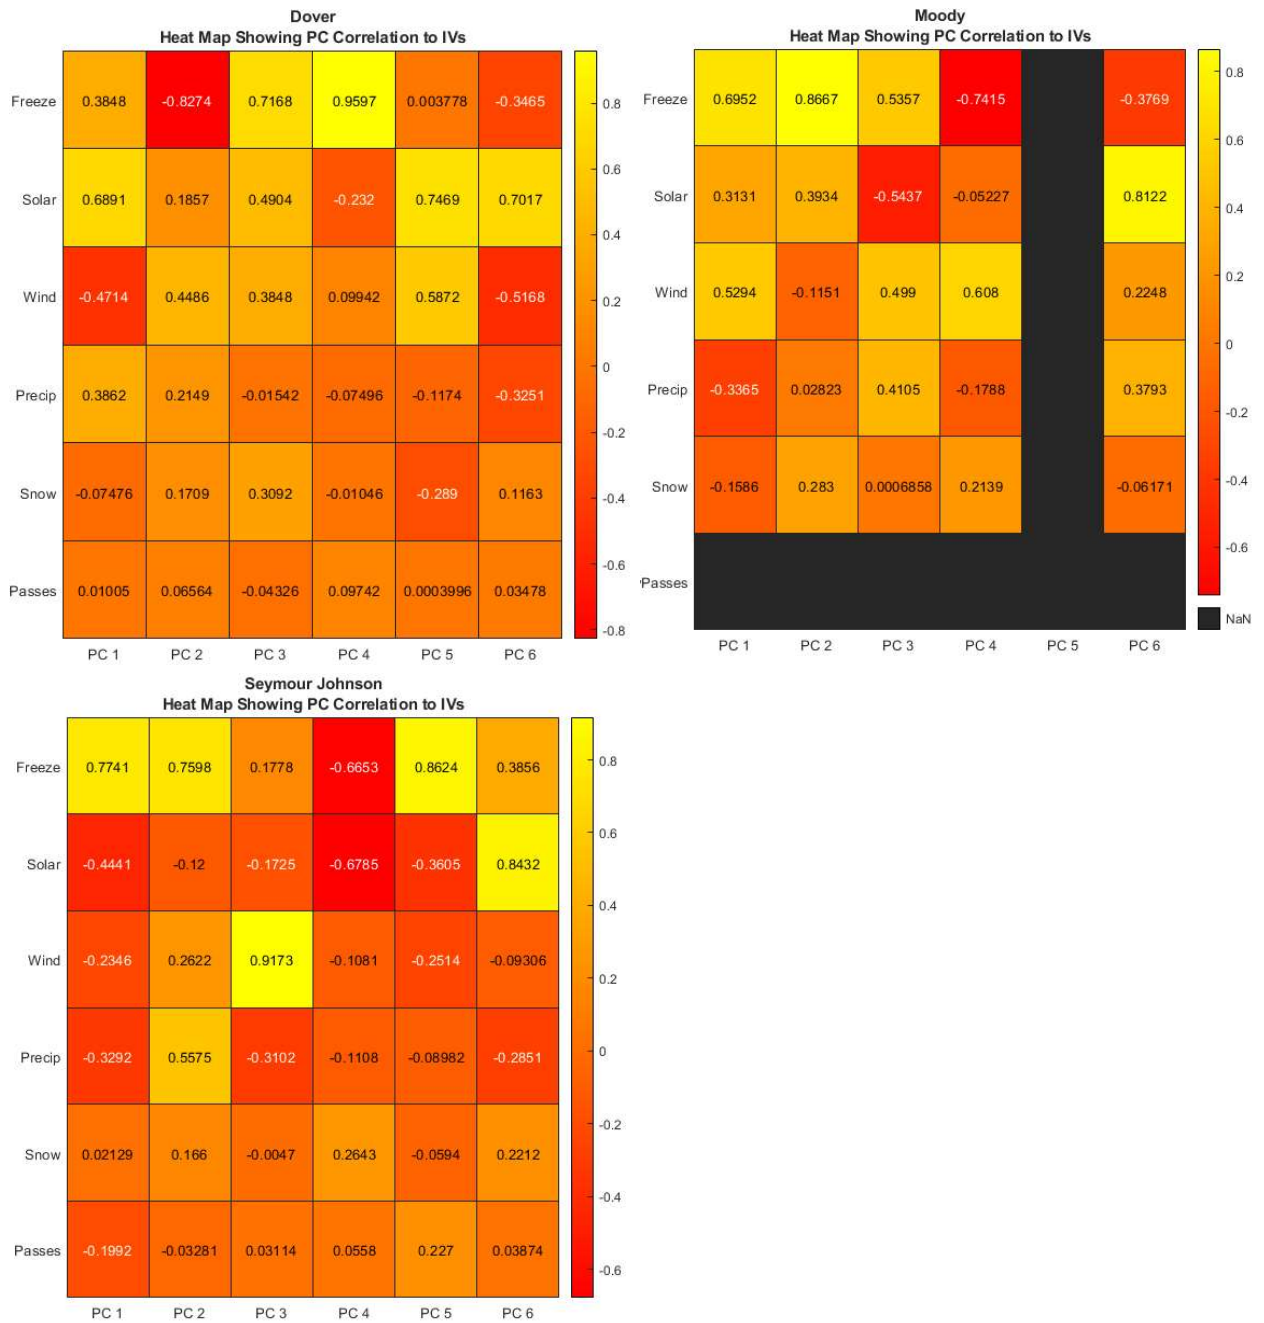 Dover
Heat Map Showing PC Correlation to IVs
Freeze 0.3848 -0.8274 0.7168 0.9597 0.003778 -0.3465
Solar 0.6891 0.1857 0.4904 -0.232 0.7469 0.7017
Wind -0.4714 0.4486 0.3848 0.09942 0.5872 -0.5168
Precip 0.3862 0.2149 -0.01542 -0.07496 -0.1174 -0.3251
Snow -0.07476 0.1709 0.3092 -0.01046 -0.289 0.1163
Passes 0.01005 0.06564 -0.04326 0.09742 0.0003996 0.03478
PC 1 PC 2 PC 3 PC 4 PC 5 PC 6
0.8
0.6
0.4
0.2
0
-0.2
-0.4
-0.6
-0.8
Moody
Heat Map Showing PC Correlation to IVs
Freeze 0.6952 0.8667 0.5357 -0.7415 -0.3769
Solar 0.3131 0.3934 -0.5437 -0.05227 0.8122
Wind 0.5294 -0.1151 0.499 0.608 0.2248
Precip -0.3365 0.02823 0.4105 -0.1788 0.3793
Snow -0.1586 0.283 0.0006858 0.2139 -0.06171
Passes
PC 1 PC 2 PC 3 PC 4 PC 5 PC 6
0.8
0.6
0.4
0.2
0
-0.2
-0.4
-0.6
NaN
Seymour Johnson
Heat Map Showing PC Correlation to IVs
Freeze 0.7741 0.7598 0.1778 -0.6653 0.8624 0.3856
Solar -0.4441 -0.12 -0.1725 -0.6785 -0.3605 0.8432
Wind -0.2346 0.2622 0.9173 -0.1081 -0.2514 -0.09306
Precip -0.3292 0.5575 -0.3102 -0.1108 -0.08982 -0.2851
Snow 0.02129 0.166 -0.0047 0.2643 -0.0594 0.2212
Passes -0.1992 -0.03281 0.03114 0.0558 0.227 0.03874
PC 1 PC 2 PC 3 PC 4 PC 5 PC 6
0.8
0.6
0.4
0.2
0
-0.2
-0.4
-0.6